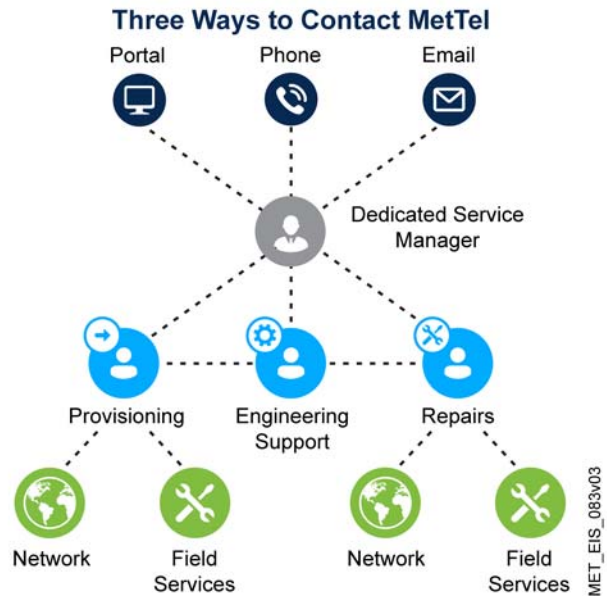 Three Ways to Contact MetTel
Portal
Phone
Email
Dedicated Service
Manager
Provisioning
Engineering
Support
Repairs
Network
Field
Services
Network
Field
Services
MET_EIS_083v03